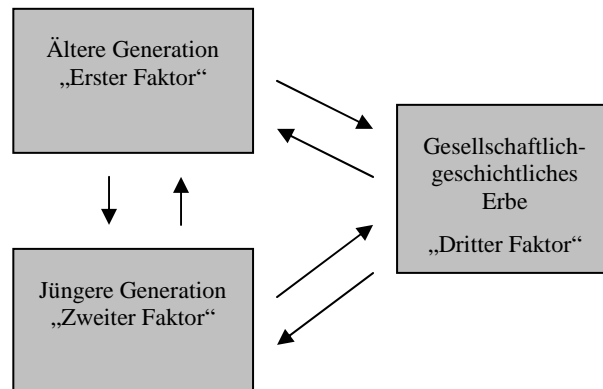 Ältere Generation
„Erster Faktor“
Gesellschaftlich-
geschichtliches
Erbe
„Dritter Faktor“
Jüngere Generation
„Zweiter Faktor“